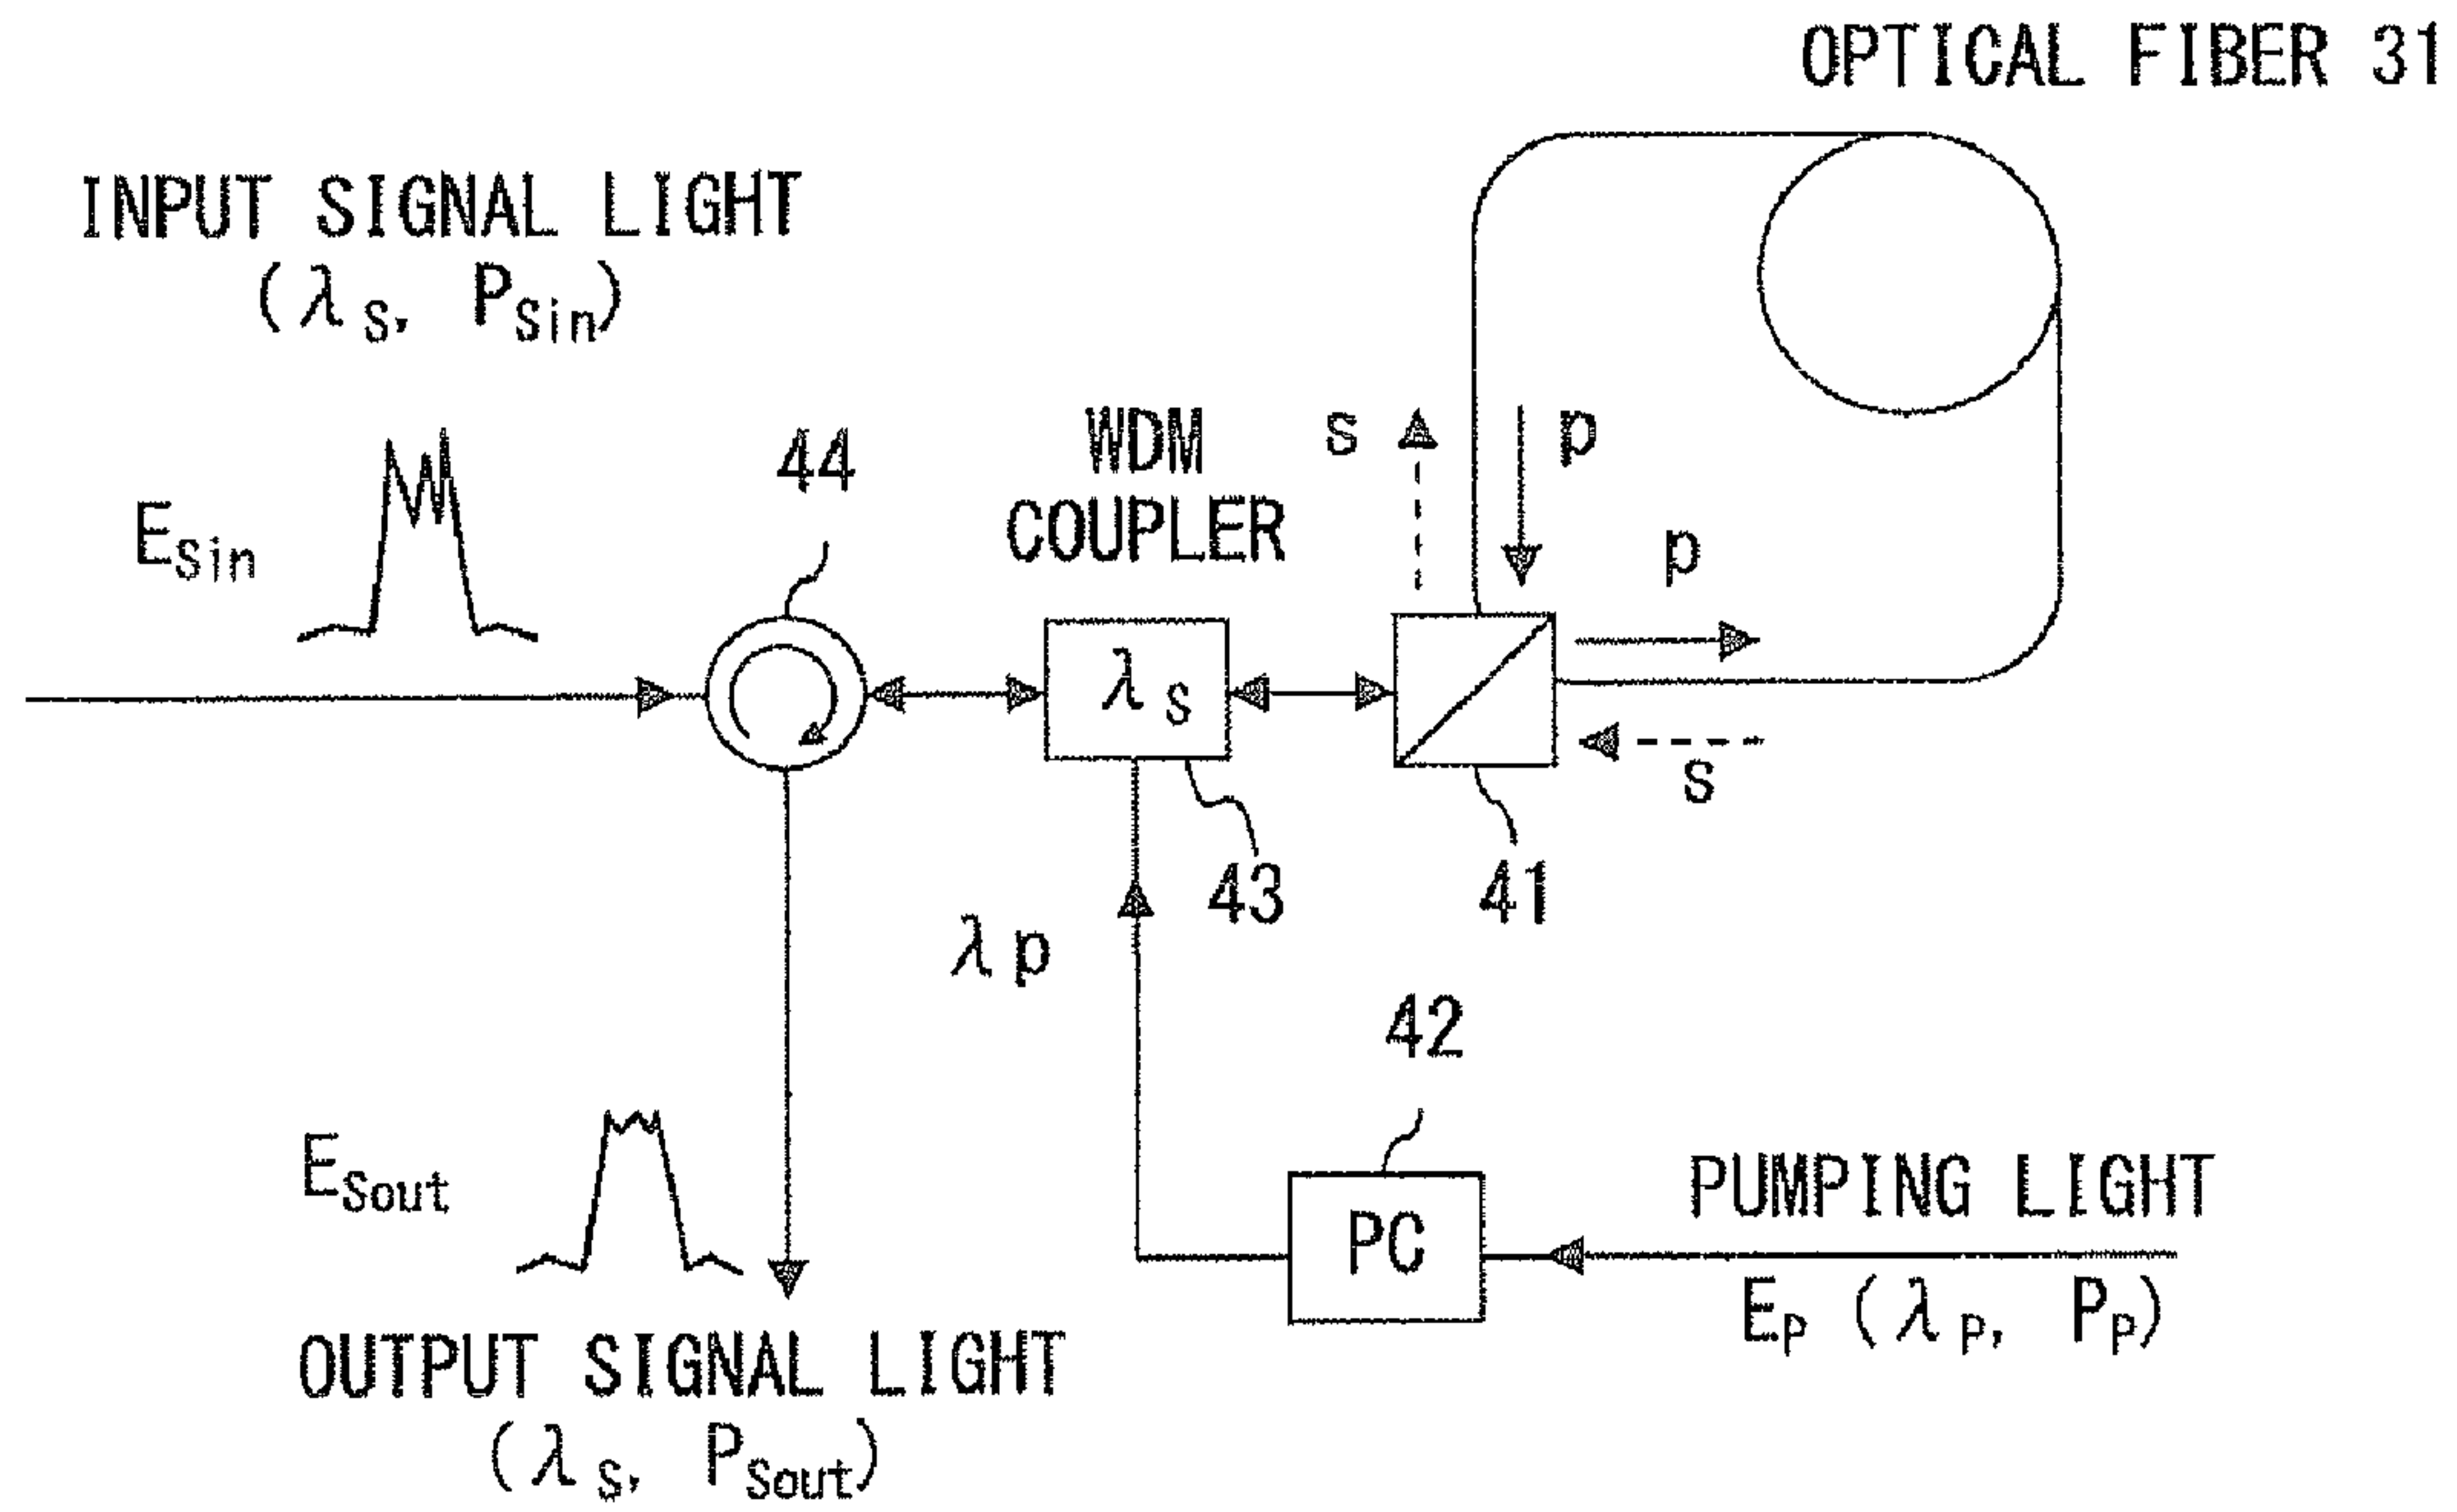 OPTICAL FIBER 31
INPUT SIGNAL LIGHT
(λS, PSin)
ESin
44
WDM
COUPLER
s
p
p
λS
s
43
41
λp
42
PC
PUMPING LIGHT
EP (λP, PP)
ESout
OUTPUT SIGNAL LIGHT
(λS, PSout)